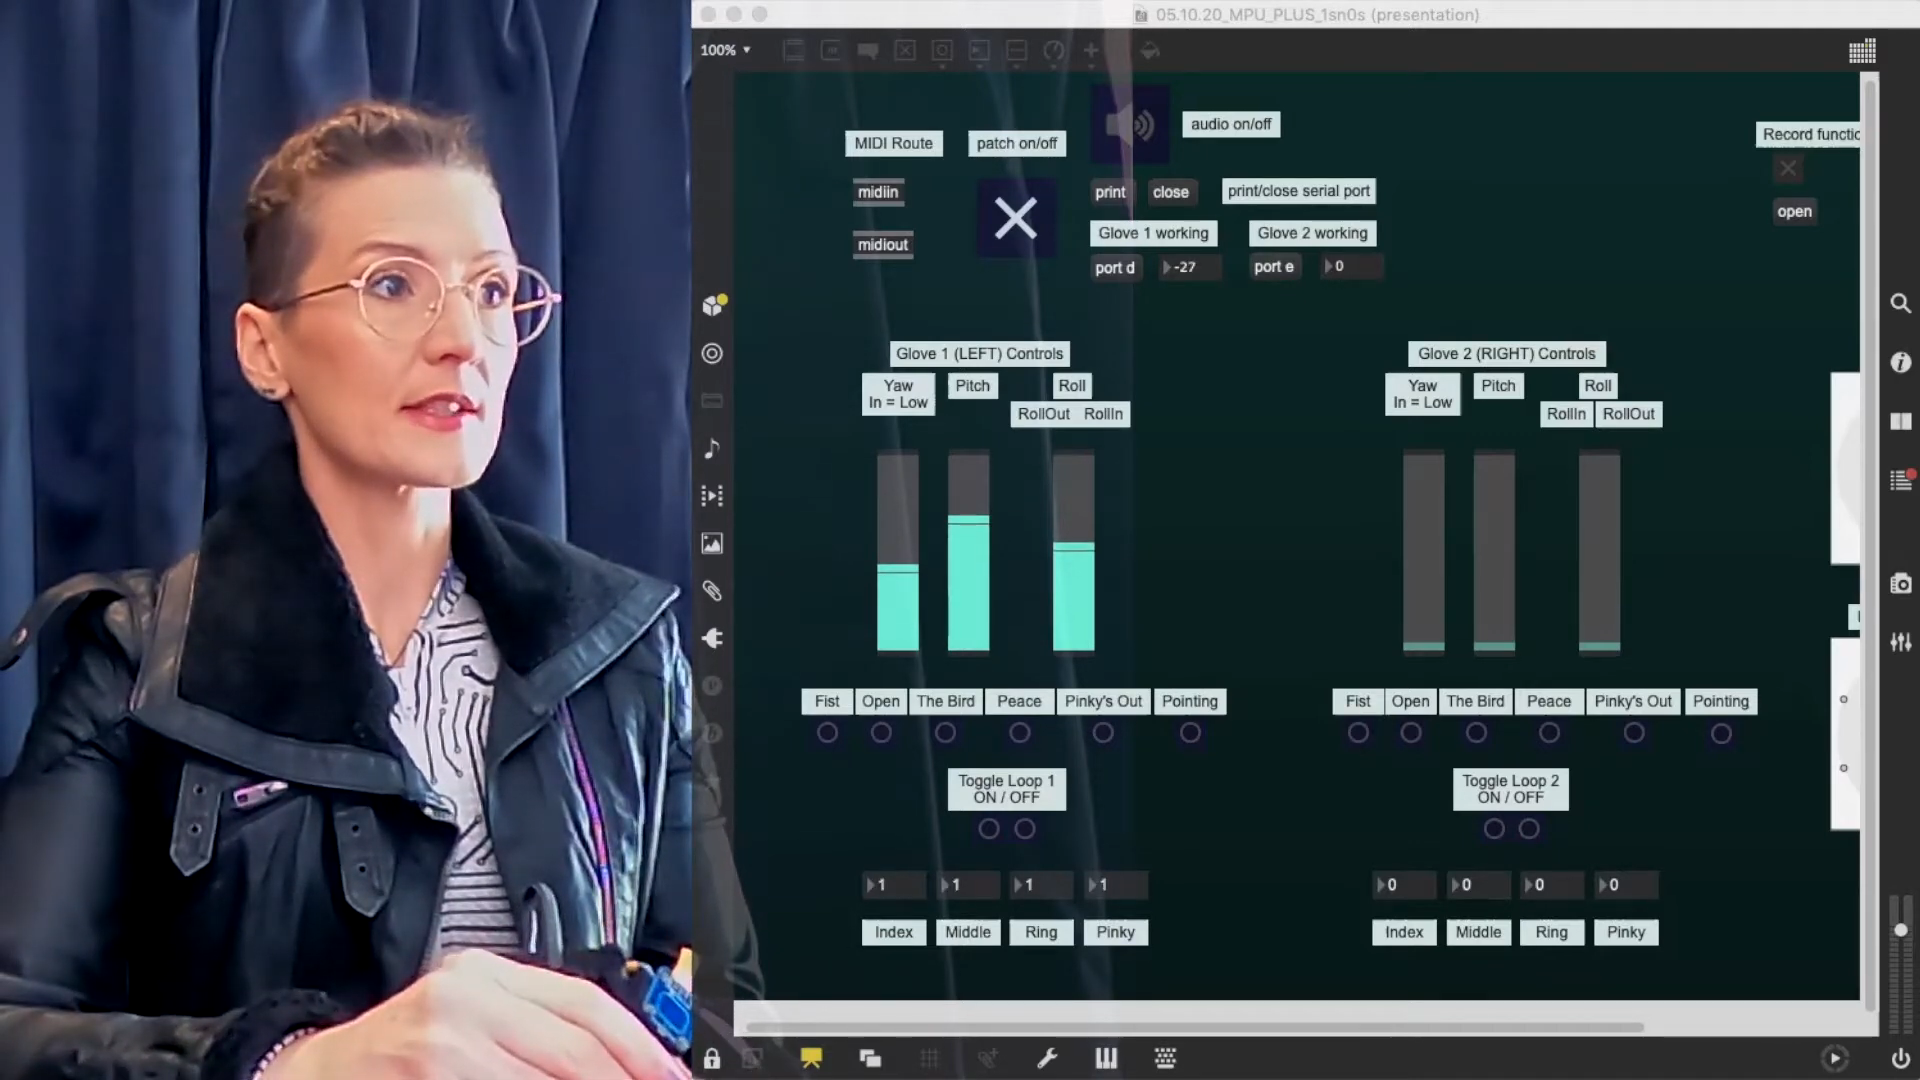 05.10.20_MPU_PLUS_1sn0s (presentation)
100%
audio on/off
MIDI Route
patch on/off
Record functio
midiin
print
close
print/close serial port
open
Glove 1 working
Glove 2 working
midiout
port d
-27
port e
0
Glove 1 (LEFT) Controls
Glove 2 (RIGHT) Controls
Yaw
In = Low
Pitch
Roll
RollOut
RollIn
Yaw
In = Low
Pitch
Roll
RollIn
RollOut
Fist
Open
The Bird
Peace
Pinky's Out
Pointing
Fist
Open
The Bird
Peace
Pinky's Out
Pointing
Toggle Loop 1
ON / OFF
Toggle Loop 2
ON / OFF
1
1
1
1
0
0
0
0
Index
Middle
Ring
Pinky
Index
Middle
Ring
Pinky